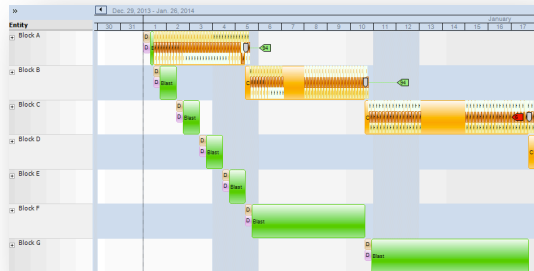 »
Dec. 29, 2013 - Jan. 26, 2014
Entity
January
30 31 1 2 3 4 5 6 7 8 9 10 11 12 13 14 15 16 17
Block A
D
D
Block B
D
D Blast
C
Block C
D
D Blast
C
Block D
D
D Blast
C
Block E
D
D Blast
Block F
D
D Blast
Block G
D
D Blast